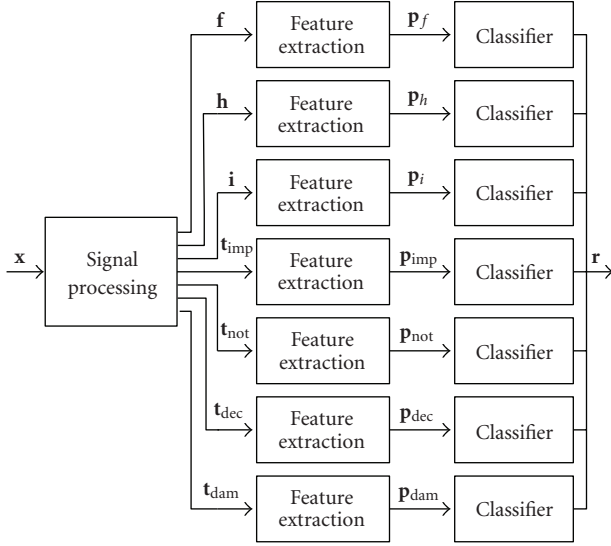 f
Feature
extraction
p_f
Classifier
h
Feature
extraction
p_h
Classifier
i
Feature
extraction
p_i
Classifier
x
Signal
processing
t_imp
Feature
extraction
p_imp
Classifier
r
t_not
Feature
extraction
p_not
Classifier
t_dec
Feature
extraction
p_dec
Classifier
t_dam
Feature
extraction
p_dam
Classifier